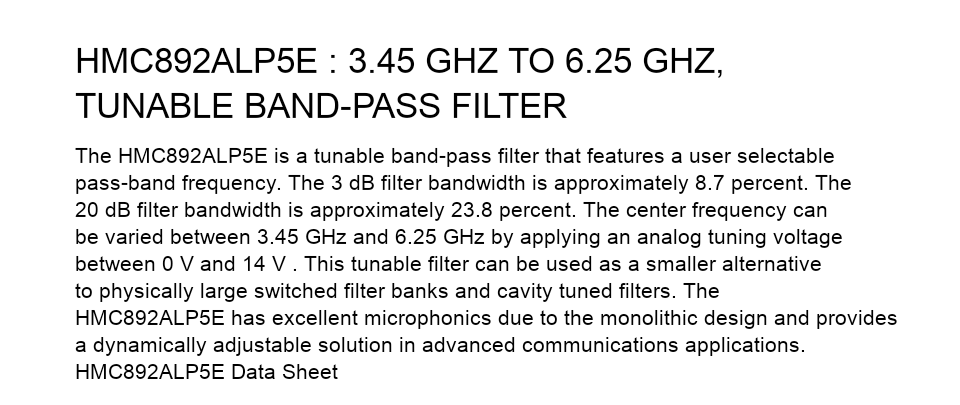 HMC892ALP5E : 3.45 GHZ TO 6.25 GHZ,
TUNABLE BAND-PASS FILTER
The HMC892ALP5E is a tunable band-pass filter that features a user selectable
pass-band frequency. The 3 dB filter bandwidth is approximately 8.7 percent. The
20 dB filter bandwidth is approximately 23.8 percent. The center frequency can
be varied between 3.45 GHz and 6.25 GHz by applying an analog tuning voltage
between 0 V and 14 V . This tunable filter can be used as a smaller alternative
to physically large switched filter banks and cavity tuned filters. The
HMC892ALP5E has excellent microphonics due to the monolithic design and provides
a dynamically adjustable solution in advanced communications applications.
HMC892ALP5E Data Sheet